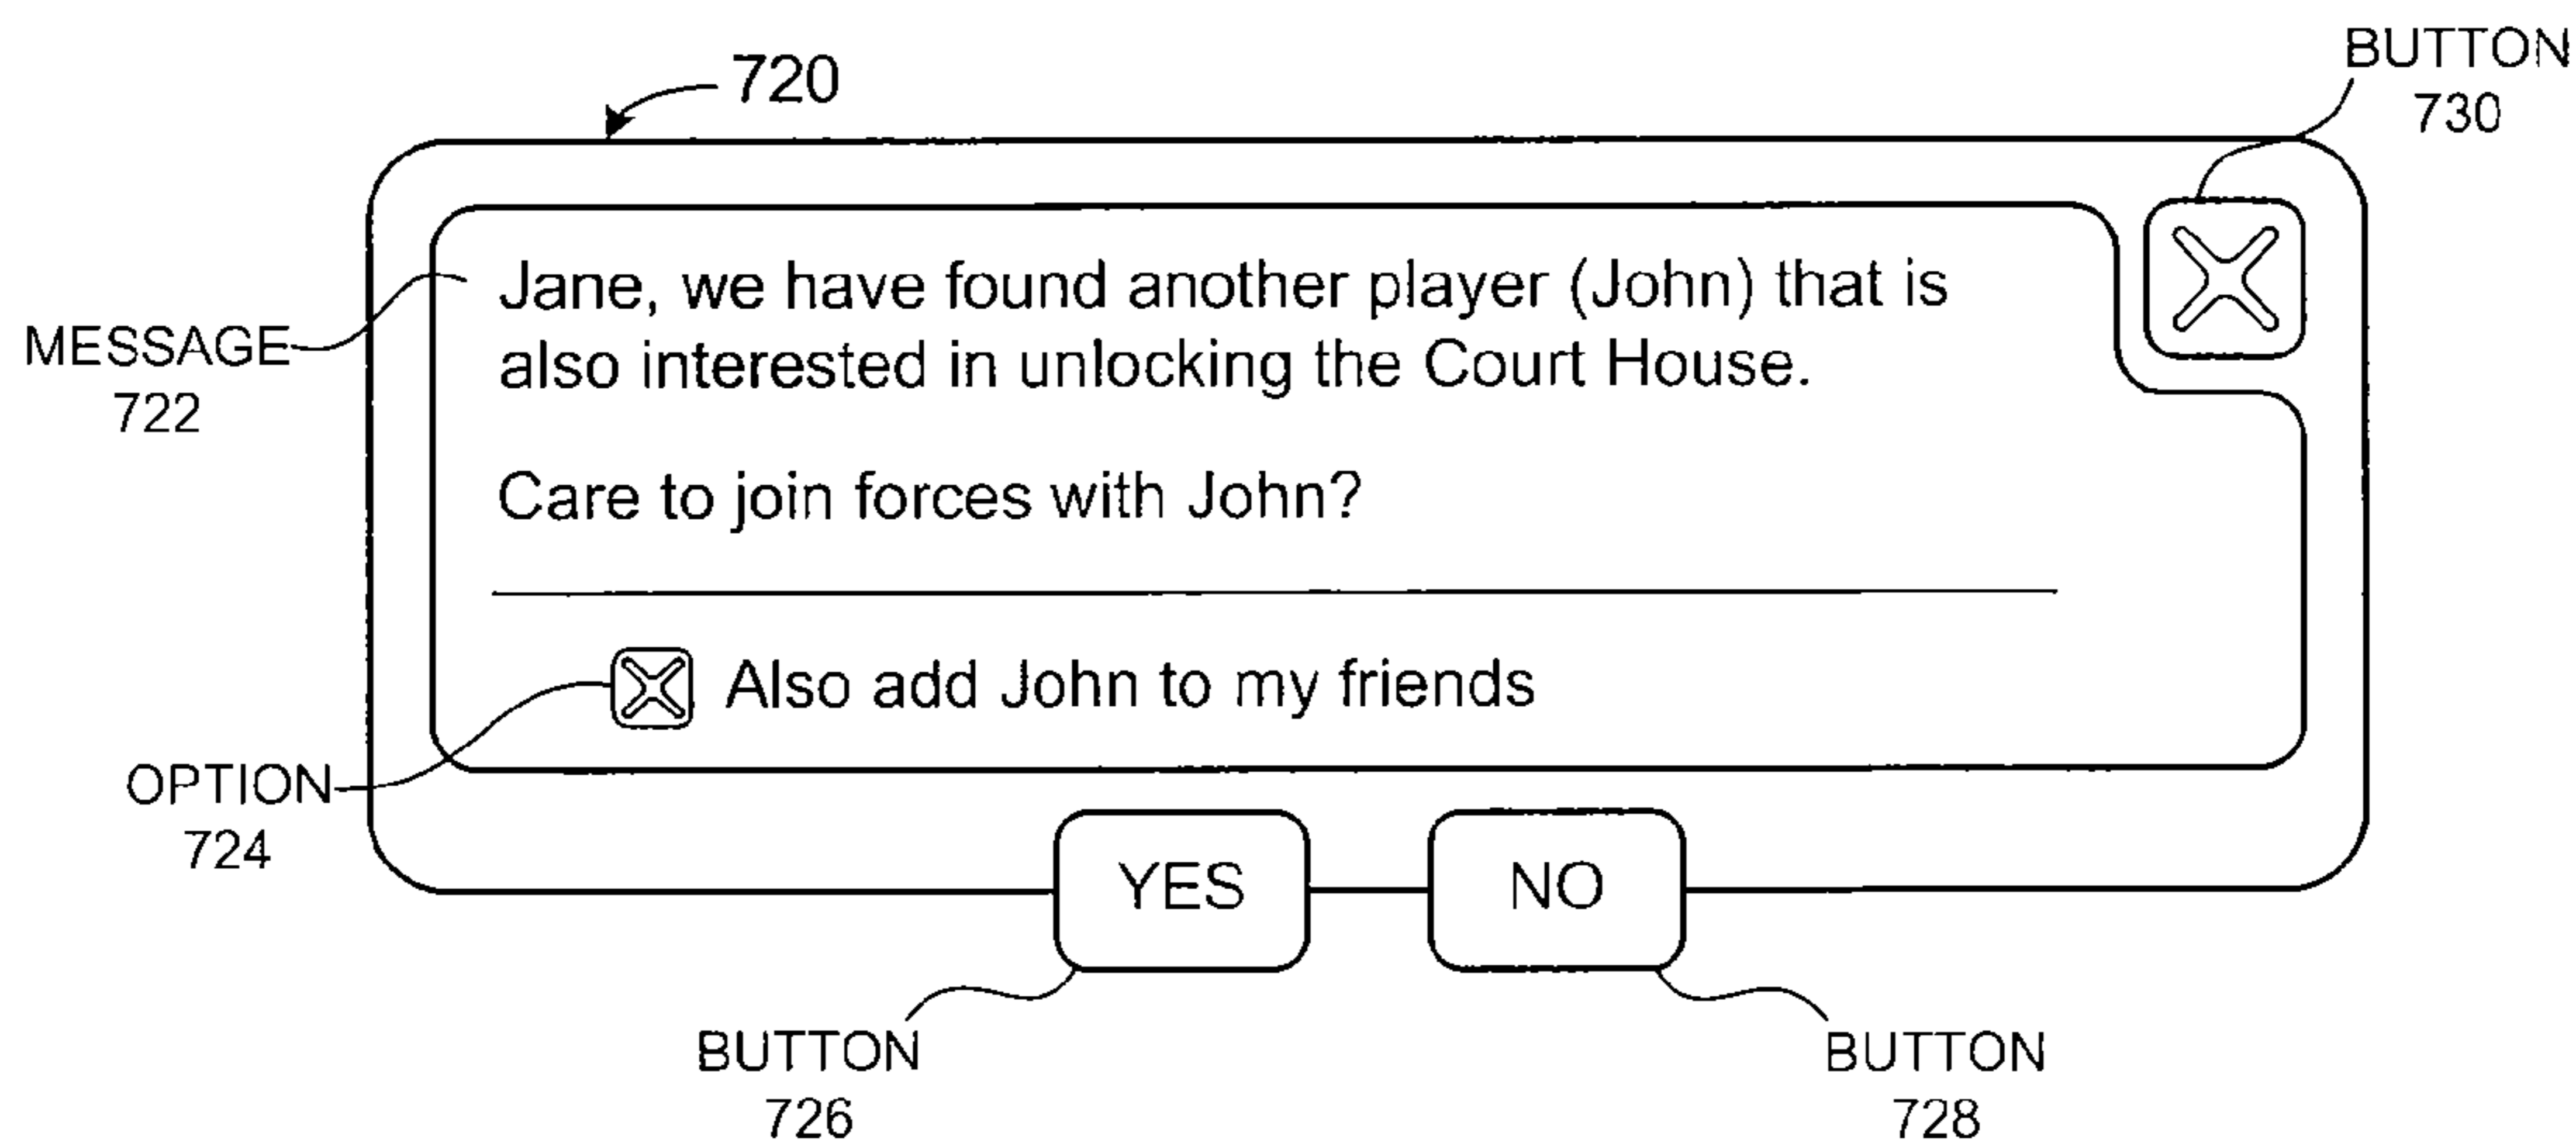 720
BUTTON
730
Jane, we have found another player (John) that is
also interested in unlocking the Court House.
MESSAGE
722
Care to join forces with John?
Also add John to my friends
OPTION
724
YES
NO
BUTTON
726
BUTTON
728